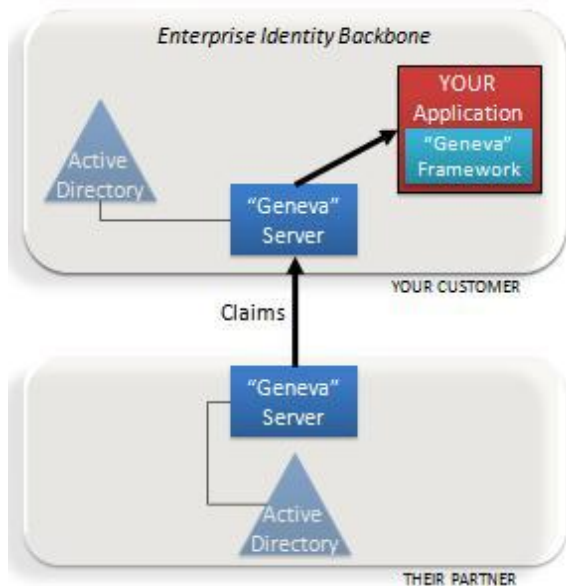 Enterprise Identity Backbone
YOUR
Application
“Geneva”
Framework
Active
Directory
“Geneva”
Server
YOUR CUSTOMER
Claims
“Geneva”
Server
Active
Directory
THEIR PARTNER